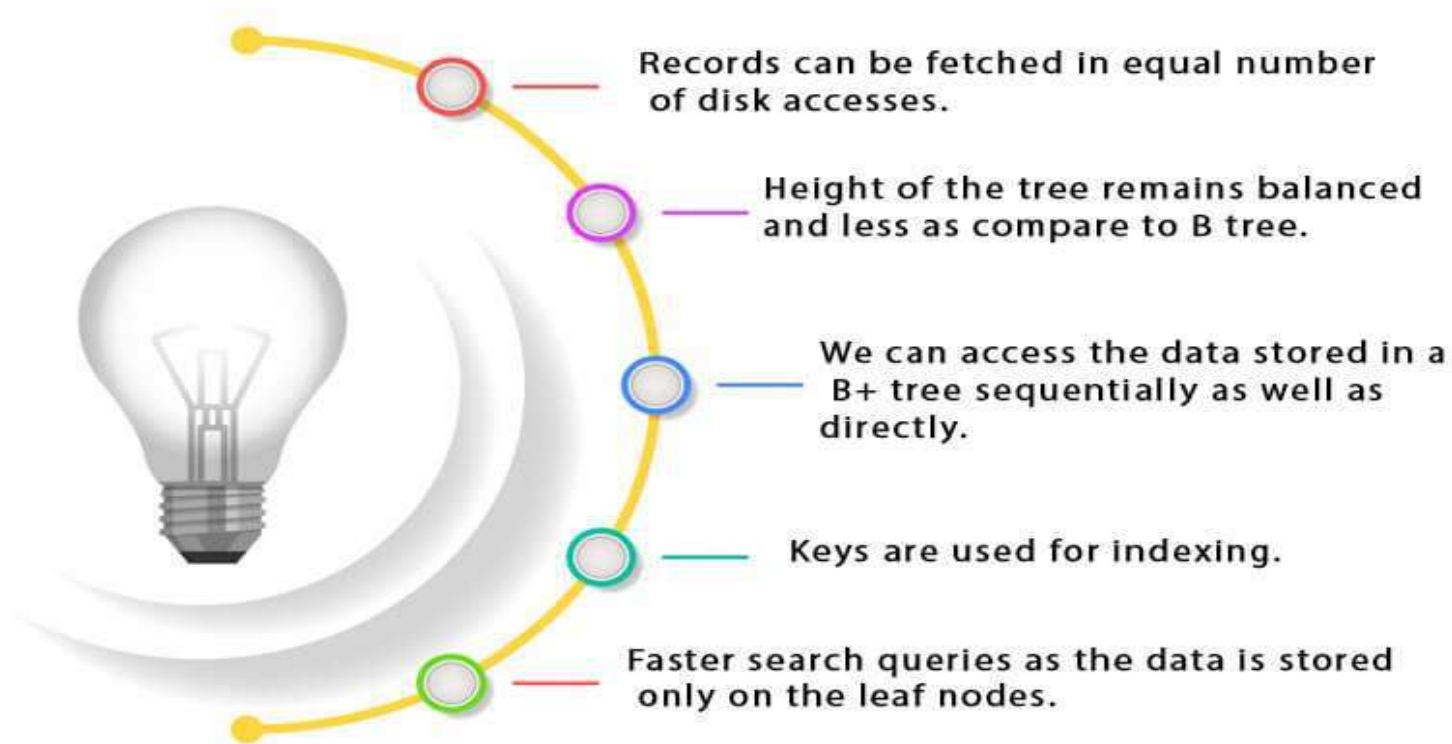 Records can be fetched in equal number
of disk accesses.
Height of the tree remains balanced
and less as compare to B tree.
We can access the data stored in a
B+ tree sequentially as well as
directly.
Keys are used for indexing.
Faster search queries as the data is stored
only on the leaf nodes.